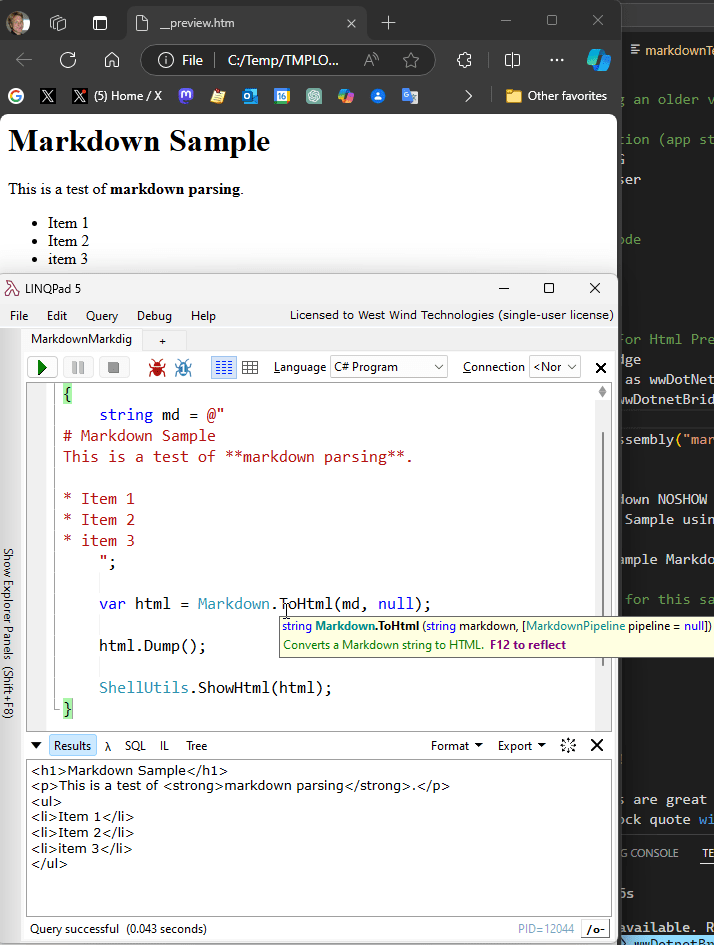 __preview.htm
File
C:/Temp/TMPLO...
(5) Home / X
Other favorites
Markdown Sample
This is a test of markdown parsing.
Item 1
Item 2
item 3
LINQPad 5
File Edit Query Debug Help
Licensed to West Wind Technologies (single-user license)
MarkdownMarkdig
+
Language C# Program
Connection <Nor
Show Explorer Panels (Shift+F8)
{
string md = @"
# Markdown Sample
This is a test of **markdown parsing**.
* Item 1
* Item 2
* item 3
";
var html = Markdown.ToHtml(md, null);
string Markdown.ToHtml (string markdown, [MarkdownPipeline pipeline = null])
Converts a Markdown string to HTML. F12 to reflect
html.Dump();
ShellUtils.ShowHtml(html);
}
Results λ SQL IL Tree
Format
Export
<h1>Markdown Sample</h1>
<p>This is a test of <strong>markdown parsing</strong>.</p>
<ul>
<li>Item 1</li>
<li>Item 2</li>
<li>item 3</li>
</ul>
Query successful (0.043 seconds)
PID=12044
/o-
markdownTe
g an older v
tion (app st
G
ser
ode
For Html Pre
dge
as wwDotNet
wwDotnetBrid
ssembly("mar
down NOSHOW
Sample usin
ample Markdo
for this sa
s are great
ock quote wi
G CONSOLE
TE
ós
available. R
wwDotnetBr